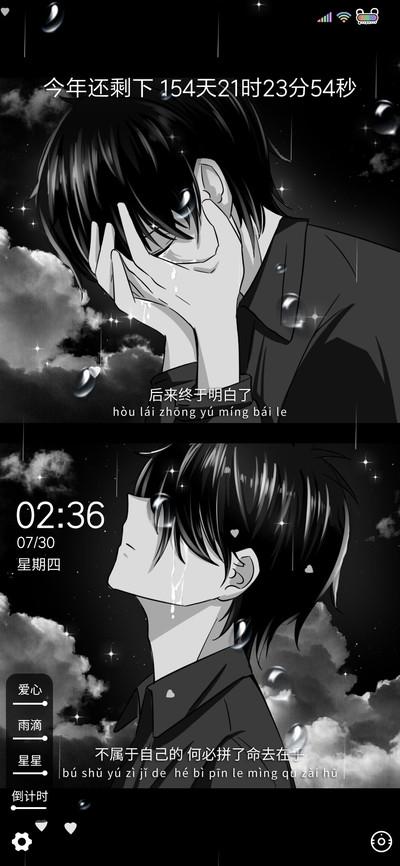 今年还剩下 154天21时23分54秒
后来终于明白了
hòu lái zhōng yú míng bái le
02:36
07/30
星期四
爱心
雨滴
星星
倒计时
不属于自己的 何必拼了命去在乎
bú shǔ yú zì jǐ de hé bì pīn le mìng qù zài hū